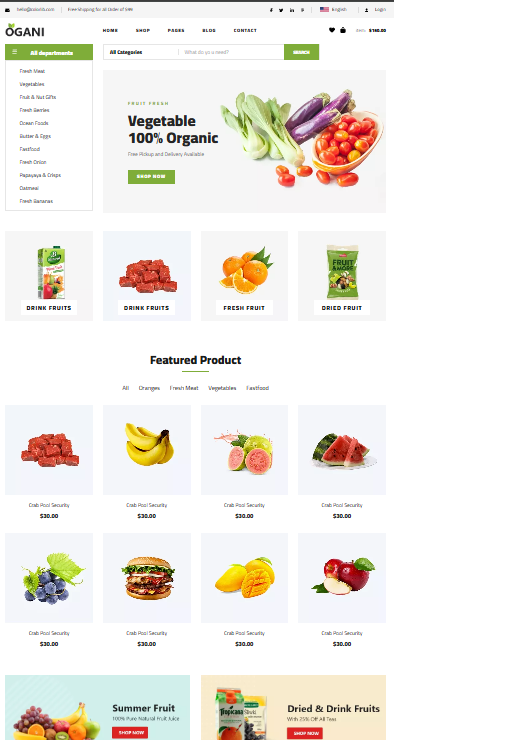 hello@colorlib.com Free Shipping for all Order of $99 English Login
OGANI HOME SHOP PAGES BLOG CONTACT item: $160.00
All departments All Categories What do yo u need? SEARCH
Fresh Meat
Vegetables
Fruit & Nut Gifts
Fresh Berries
Ocean Foods
Butter & Eggs
Fastfood
Fresh Onion
Papayaya & Crisps
Oatmeal
Fresh Bananas
FRUIT FRESH
Vegetable
100% Organic
Free Pickup and Delivery Available
SHOP NOW
FRUIT
&MORE
DRINK FRUITS DRINK FRUITS FRESH FRUIT DRIED FRUIT
Featured Product
All Oranges Fresh Meat Vegetables Fastfood
Crab Pool Security Crab Pool Security Crab Pool Security Crab Pool Security
$30.00 $30.00 $30.00 $30.00
Crab Pool Security Crab Pool Security Crab Pool Security Crab Pool Security
$30.00 $30.00 $30.00 $30.00
Summer Fruit
100% Pure Natural Fruit Juice
SHOP NOW
Tropicana
Dried & Drink Fruits
With 25% Off All Teas
SHOP NOW